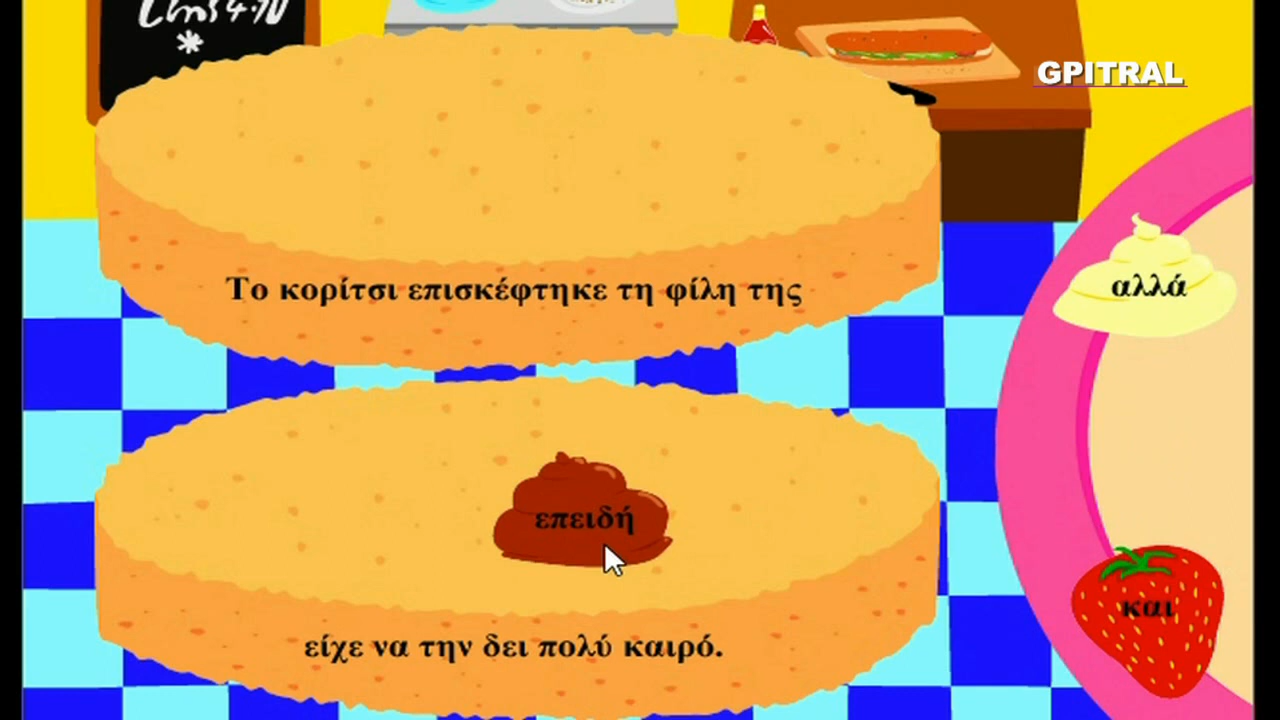 GPITRAL
Το κορίτσι επισκέφτηκε τη φίλη της
αλλά
επειδή
και
είχε να την δει πολύ καιρό.